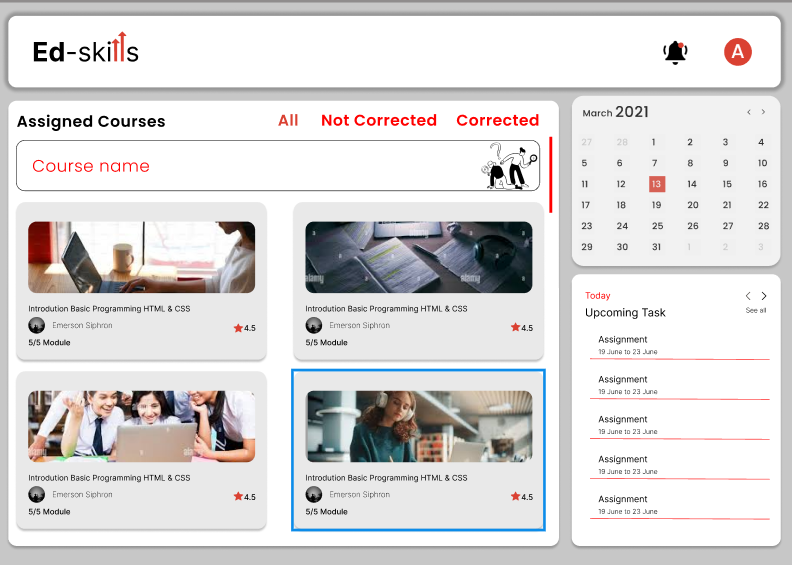 Ed-skills
A
Assigned Courses
All Not Corrected Corrected
Course name
Introdution Basic Programming HTML & CSS
Emerson Siphron
4.5
5/5 Module
alamy
Introdution Basic Programming HTML & CSS
Emerson Siphron
4.5
5/5 Module
alamy
alamy
Introdution Basic Programming HTML & CSS
Emerson Siphron
4.5
5/5 Module
Introdution Basic Programming HTML & CSS
Emerson Siphron
4.5
5/5 Module
March 2021
27 28 1 2 3 4
5 6 7 8 9 10
11 12 13 14 15 16
17 18 19 20 21 22
23 24 25 26 27 28
29 30 31 1 2 3
Today
Upcoming Task
See all
Assignment
19 June to 23 June
Assignment
19 June to 23 June
Assignment
19 June to 23 June
Assignment
19 June to 23 June
Assignment
19 June to 23 June